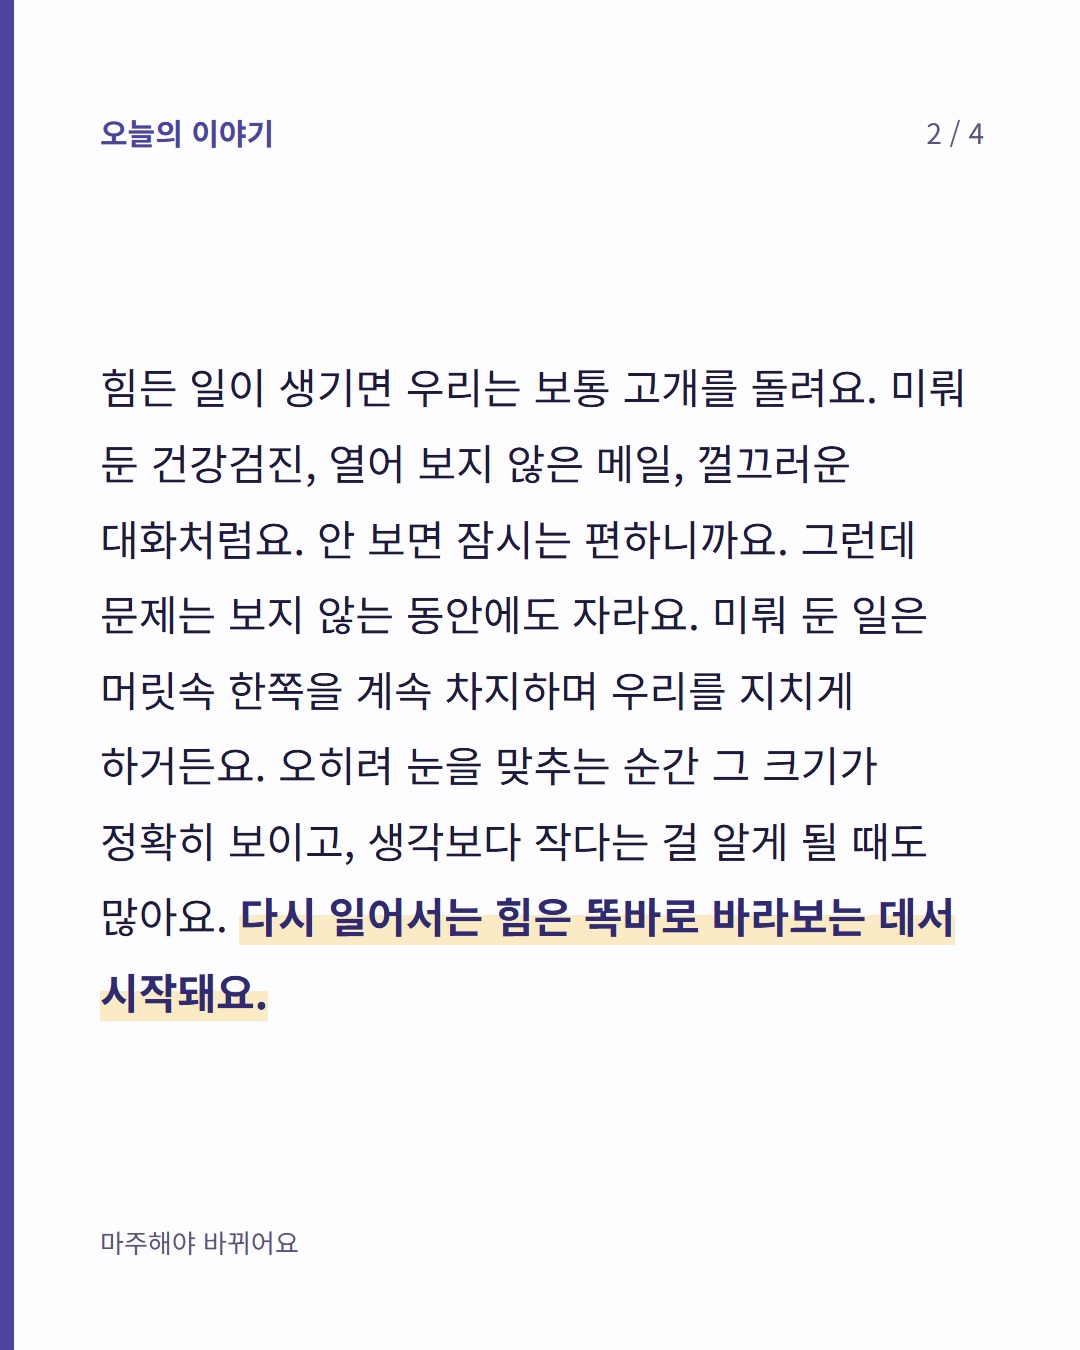 오늘의 이야기
2 / 4
힘든 일이 생기면 우리는 보통 고개를 돌려요. 미뤄
둔 건강검진, 열어 보지 않은 메일, 껄끄러운
대화처럼요. 안 보면 잠시는 편하니까요. 그런데
문제는 보지 않는 동안에도 자라요. 미뤄 둔 일은
머릿속 한쪽을 계속 차지하며 우리를 지치게
하거든요. 오히려 눈을 맞추는 순간 그 크기가
정확히 보이고, 생각보다 작다는 걸 알게 될 때도
많아요. 다시 일어서는 힘은 똑바로 바라보는 데서
시작돼요.
마주해야 바뀌어요